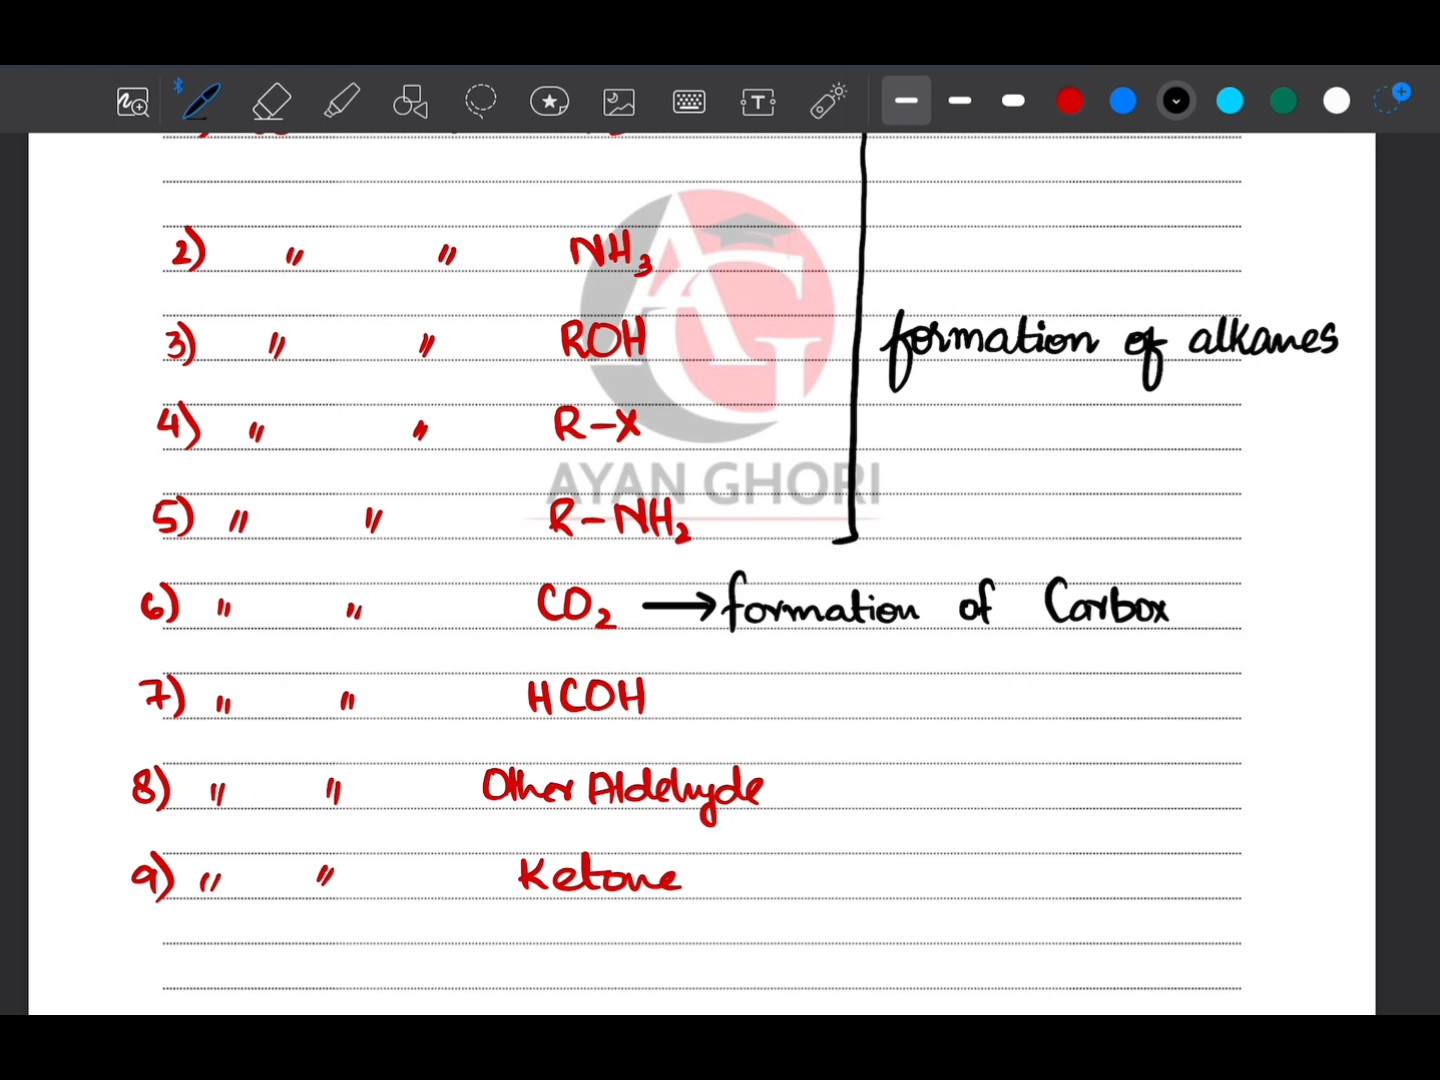 2) " " NH₃
3) " " ROH
formation of alkanes
4) " " R-X
AYAN GHORI
5) " " R-NH₂
6) " " CO₂ → formation of Carbox
7) " " HCOH
8) " " Other Aldehyde
9) " " Ketone